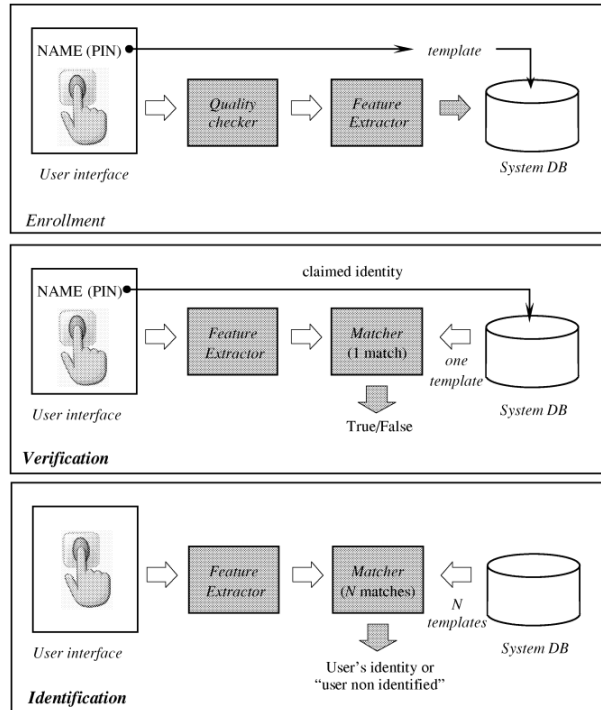 NAME (PIN)
template
Quality
checker
Feature
Extractor
User interface
System DB
Enrollment
claimed identity
NAME (PIN)
Feature
Extractor
Matcher
(1 match)
one
template
User interface
True/False
System DB
Verification
Feature
Extractor
Matcher
(N matches)
N
templates
User interface
System DB
User's identity or
"user non identified"
Identification